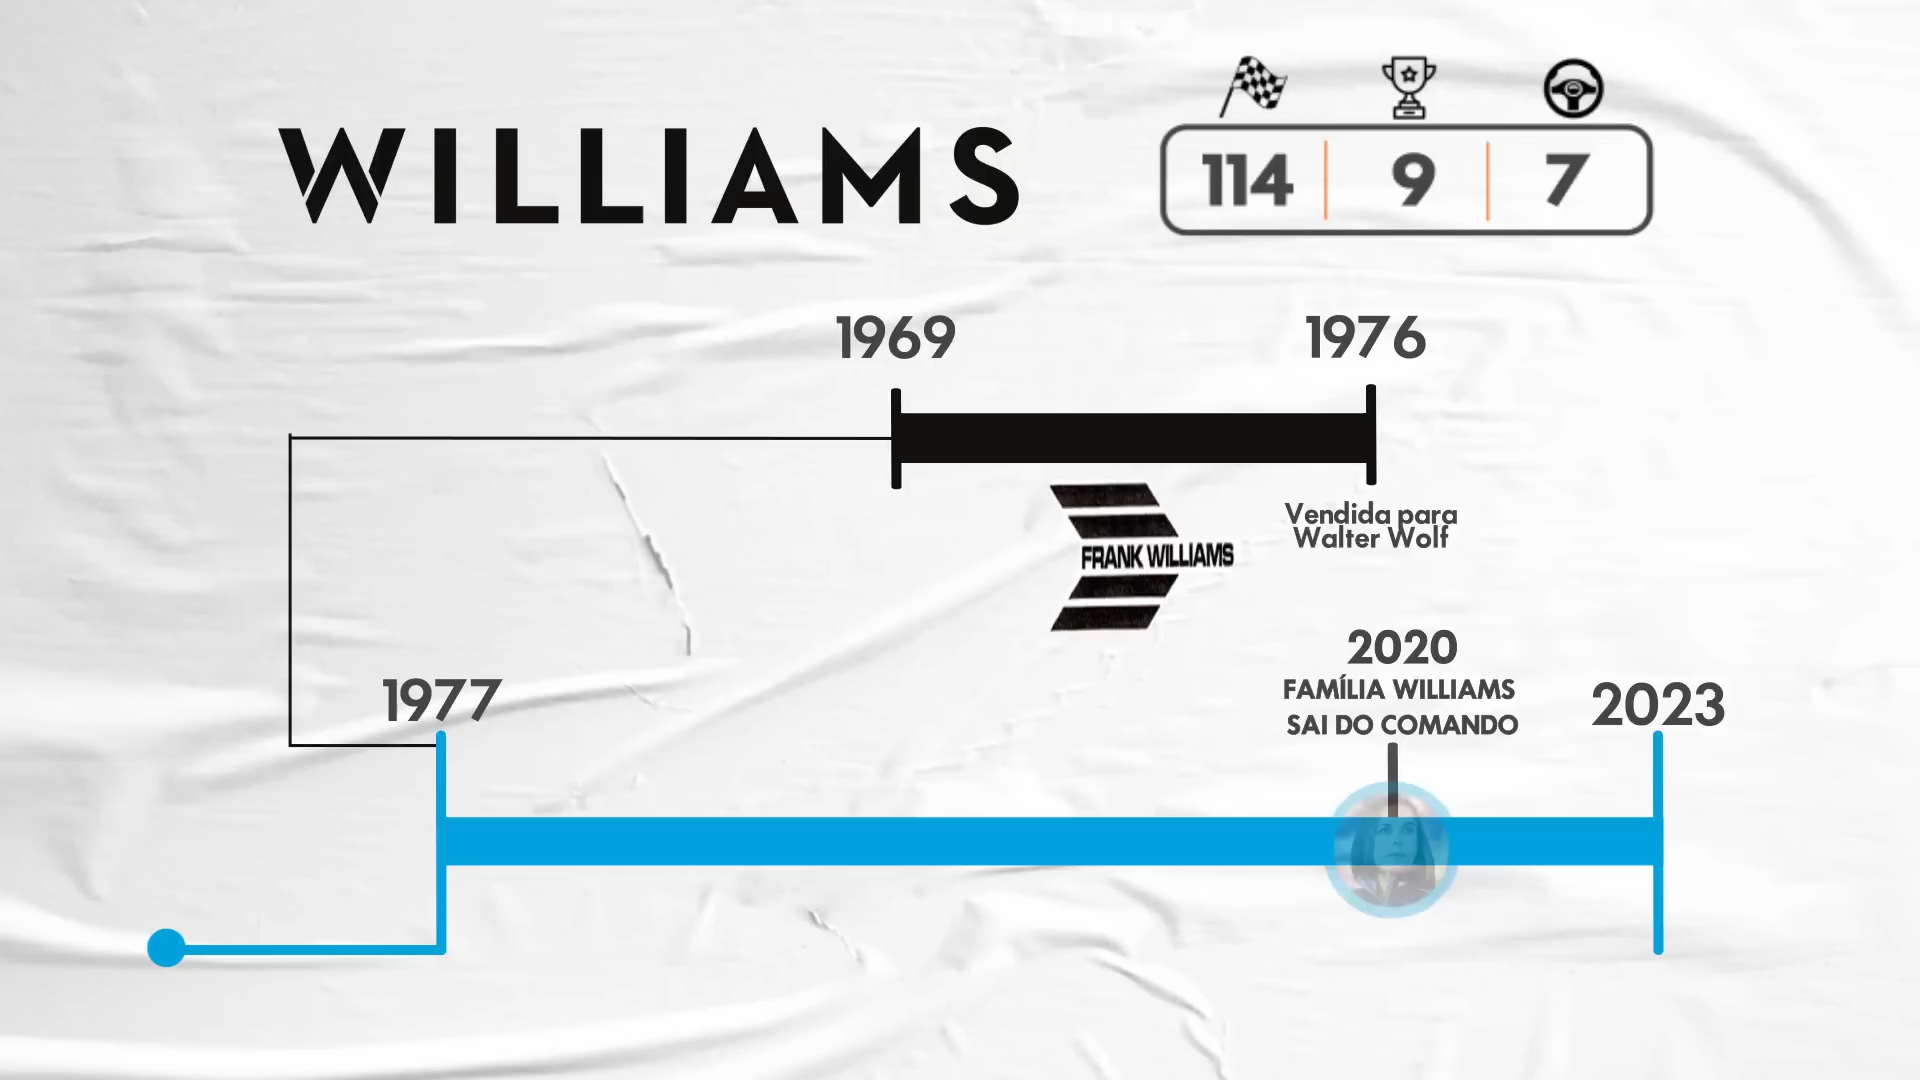 WILLIAMS
114 9 7
1969
1976
FRANK WILLIAMS
Vendida para
Walter Wolf
1977
2020
FAMÍLIA WILLIAMS
SAI DO COMANDO
2023